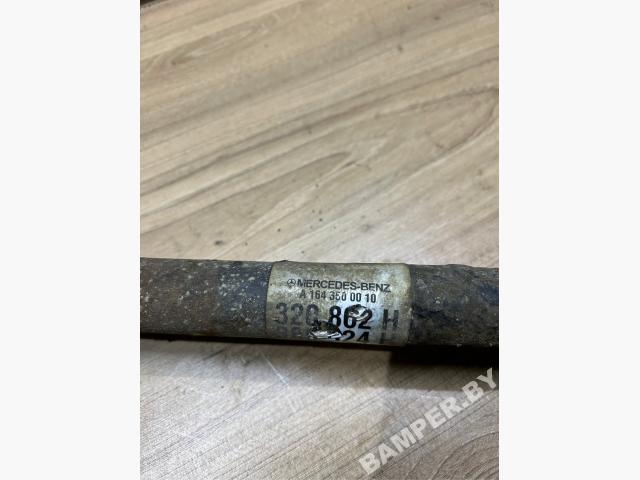 MERCEDES-BENZ
A 164 350 00 10
320 862 H
BAMPER.BY